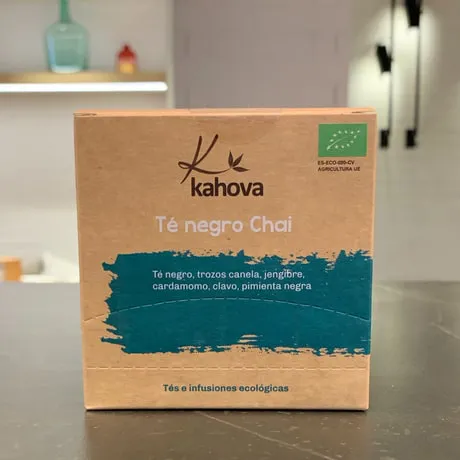 K
kahova
ES-ECO-020-CV
AGRICULTURA UE
Té negro Chai
Té negro, trozos canela, jengibre,
cardamomo, clavo, pimienta negra
Tés e infusiones ecológicas